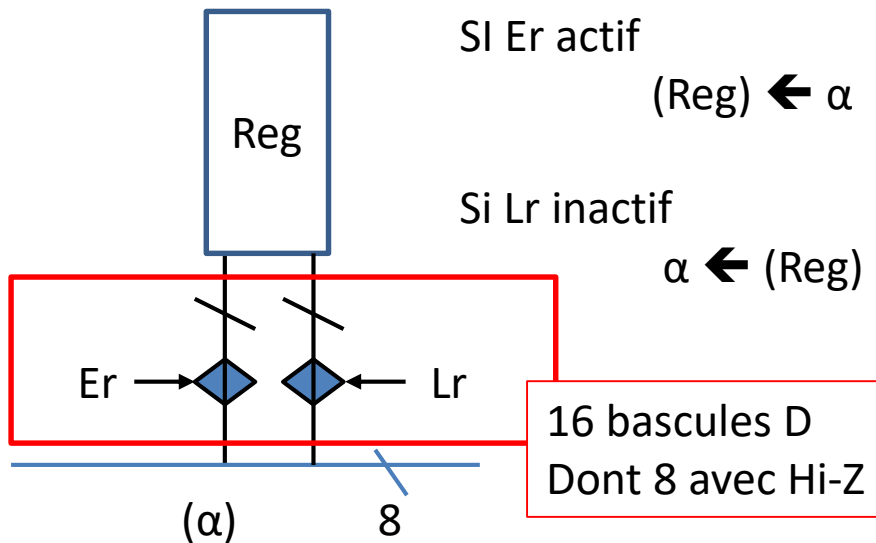 SI Er actif
(Reg) 🡸 α
Reg
Si Lr inactif
α 🡸 (Reg)
Er
Lr
16 bascules D
Dont 8 avec Hi-Z
(α)
8